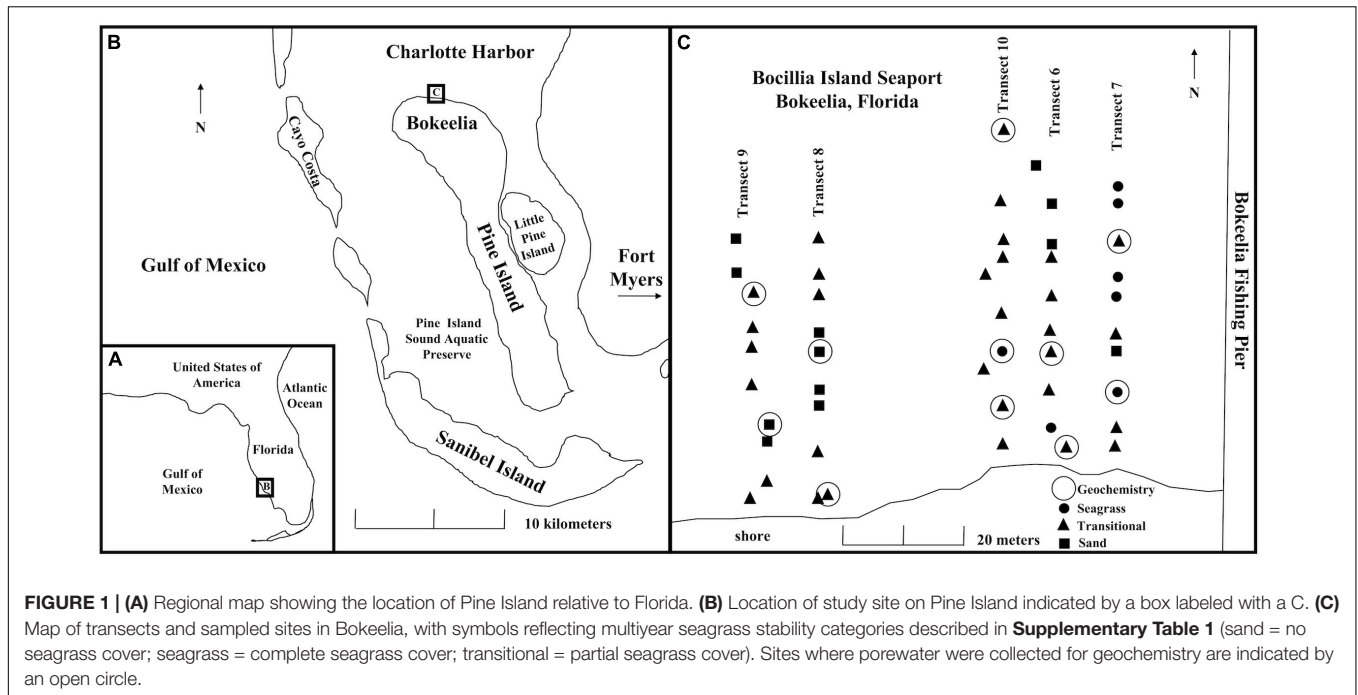 B
Charlotte Harbor
N
C
Bokeelia
Cayo Costa
Little
Pine
Island
Pine Island
Gulf of Mexico
Fort
Myers
Pine Island
Sound Aquatic
Preserve
Sanibel Island
10 kilometers
A
United States of
America
Atlantic
Ocean
Florida
Gulf of
Mexico
B
C
Bocillia Island Seaport
Bokeelia, Florida
N
Transect 9
Transect 8
Transect 10
Transect 6
Transect 7
Bokeelia Fishing Pier
Geochemistry
Seagrass
Transitional
Sand
shore
20 meters
FIGURE 1 | (A) Regional map showing the location of Pine Island relative to Florida. (B) Location of study site on Pine Island indicated by a box labeled with a C. (C)
Map of transects and sampled sites in Bokeelia, with symbols reflecting multiyear seagrass stability categories described in Supplementary Table 1 (sand = no
seagrass cover; seagrass = complete seagrass cover; transitional = partial seagrass cover). Sites where porewater were collected for geochemistry are indicated by
an open circle.